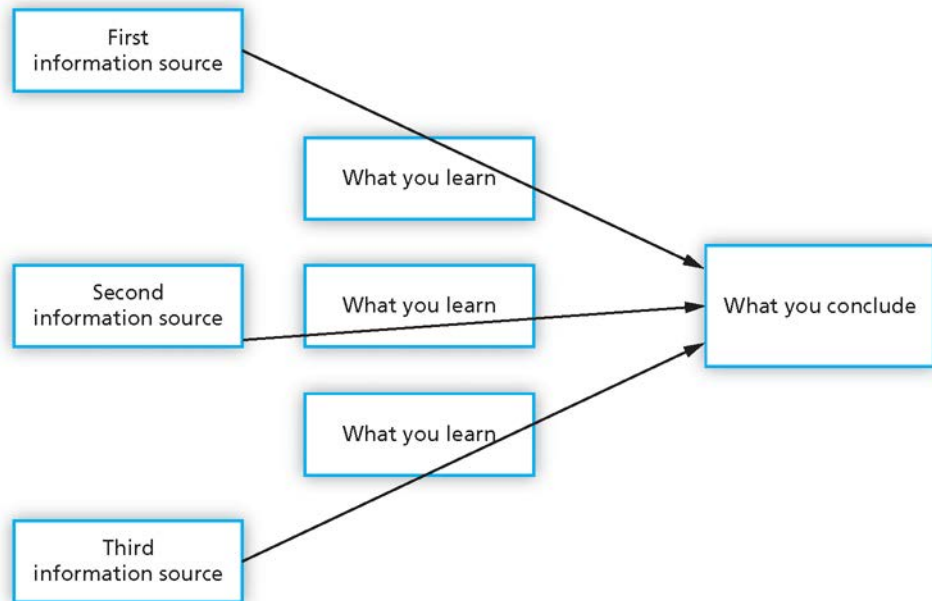 First
information source
What you learn
Second
information source
What you learn
What you conclude
What you learn
Third
information source